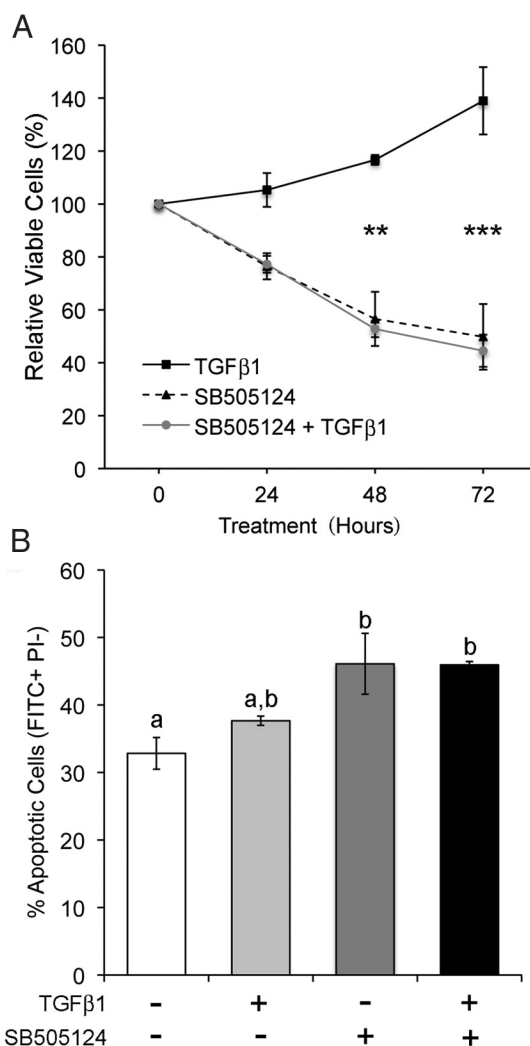 A
160
140
120
100
80
60
40
20
0
Relative Viable Cells (%)
**
***
TGFβ1
SB505124
SB505124 + TGFβ1
0 24 48 72
Treatment (Hours)
B
60
50
40
30
20
10
0
% Apoptotic Cells (FITC+ PI-)
a
a,b
b
b
TGFβ1 - + - +
SB505124 - - + +